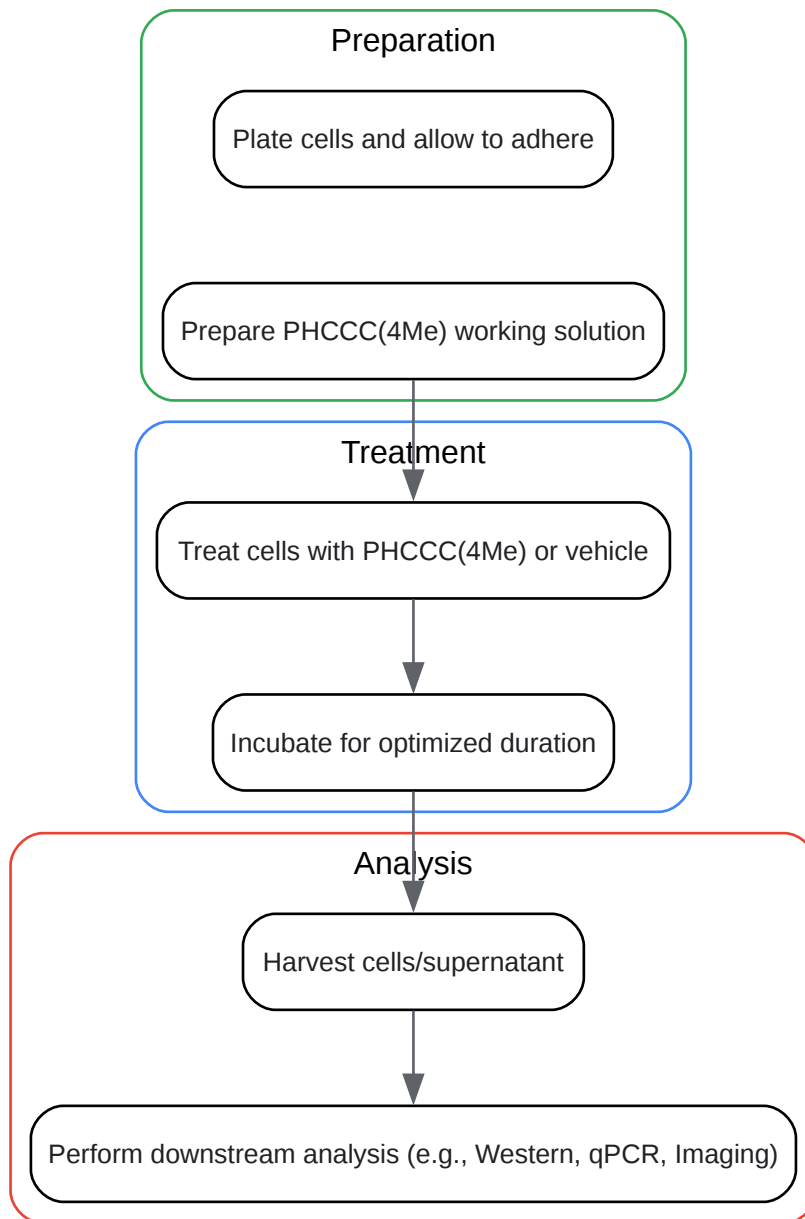 Preparation
Plate cells and allow to adhere
Prepare PHCCC(4Me) working solution
Treatment
Treat cells with PHCCC(4Me) or vehicle
Incubate for optimized duration
Analysis
Harvest cells/supernatant
Perform downstream analysis (e.g., Western, qPCR, Imaging)